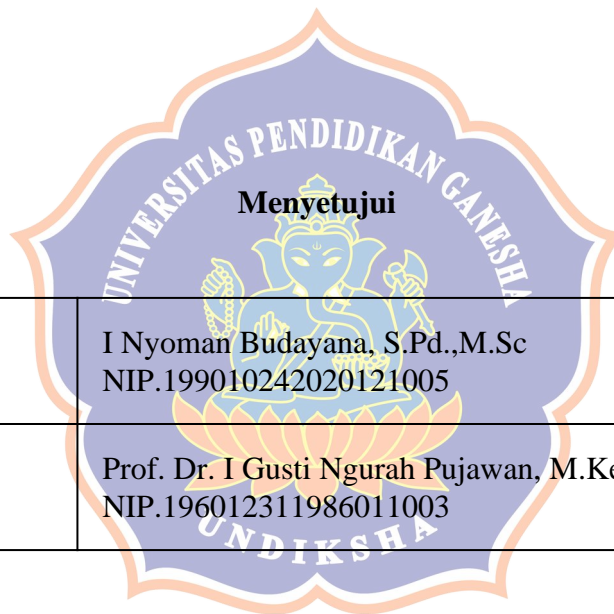 UNIVERSITAS PENDIDIKAN GANESHA
Menyetujui
I Nyoman Budayana, S.Pd.,M.Sc
NIP.199010242020121005
Prof. Dr. I Gusti Ngurah Pujawan, M.Ke
NIP.196012311986011003
UNDIKSHA